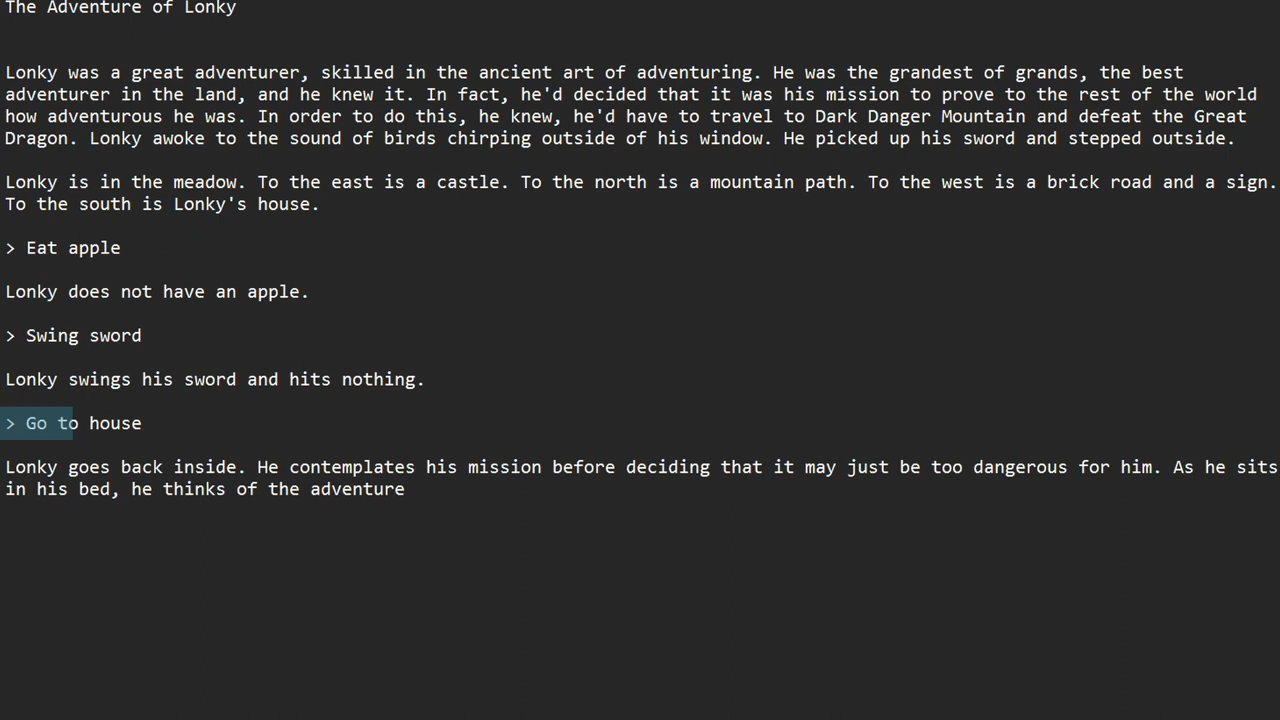 The Adventure of Lonky
Lonky was a great adventurer, skilled in the ancient art of adventuring. He was the grandest of grands, the best
adventurer in the land, and he knew it. In fact, he'd decided that it was his mission to prove to the rest of the world
how adventurous he was. In order to do this, he knew, he'd have to travel to Dark Danger Mountain and defeat the Great
Dragon. Lonky awoke to the sound of birds chirping outside of his window. He picked up his sword and stepped outside.
Lonky is in the meadow. To the east is a castle. To the north is a mountain path. To the west is a brick road and a sign.
To the south is Lonky's house.
> Eat apple
Lonky does not have an apple.
> Swing sword
Lonky swings his sword and hits nothing.
> Go to house
Lonky goes back inside. He contemplates his mission before deciding that it may just be too dangerous for him. As he sits
in his bed, he thinks of the adventure